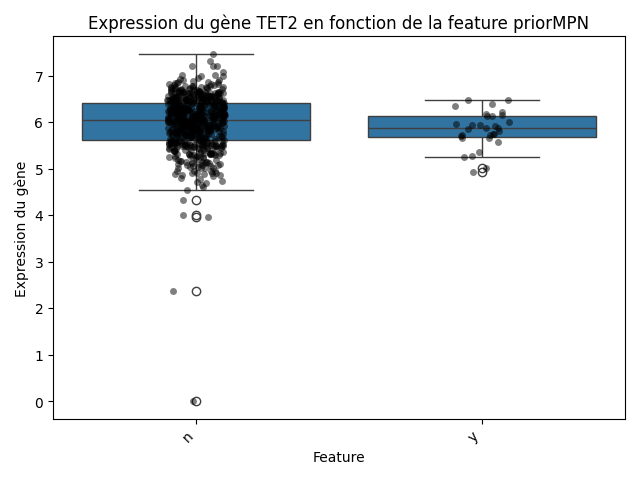 Expression du gène TET2 en fonction de la feature priorMPN
Expression du gène
7
6
5
4
3
2
1
0
n
y
Feature